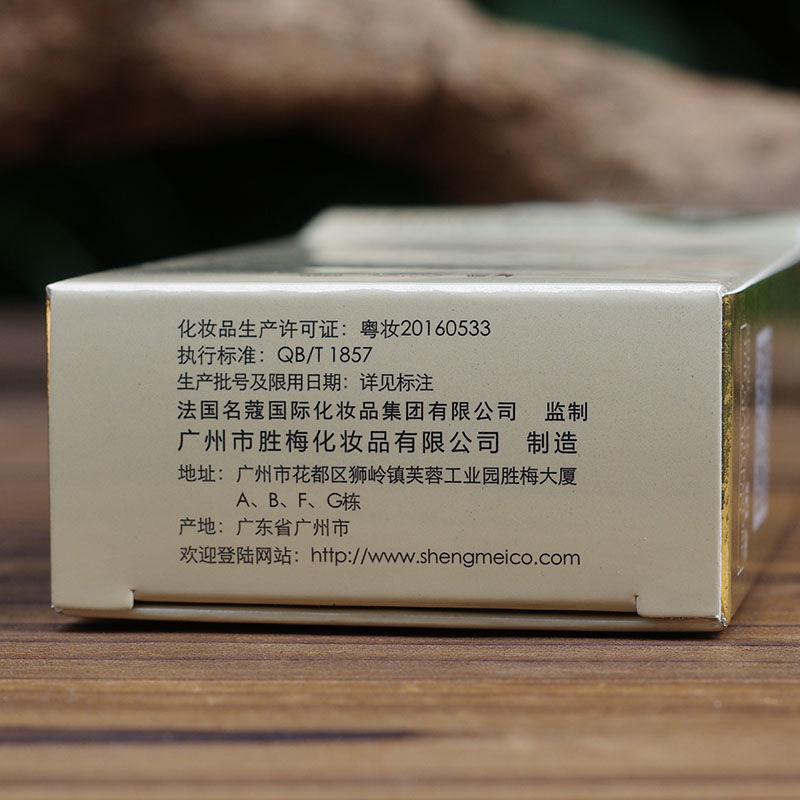 化妆品生产许可证：粤妆20160533
执行标准：QB/T 1857
生产批号及限用日期：详见标注
法国名蔻国际化妆品集团有限公司 监制
广州市胜梅化妆品有限公司 制造
地址：广州市花都区狮岭镇芙蓉工业园胜梅大厦
A、B、F、G栋
产地：广东省广州市
欢迎登陆网站：http://www.shengmeico.com